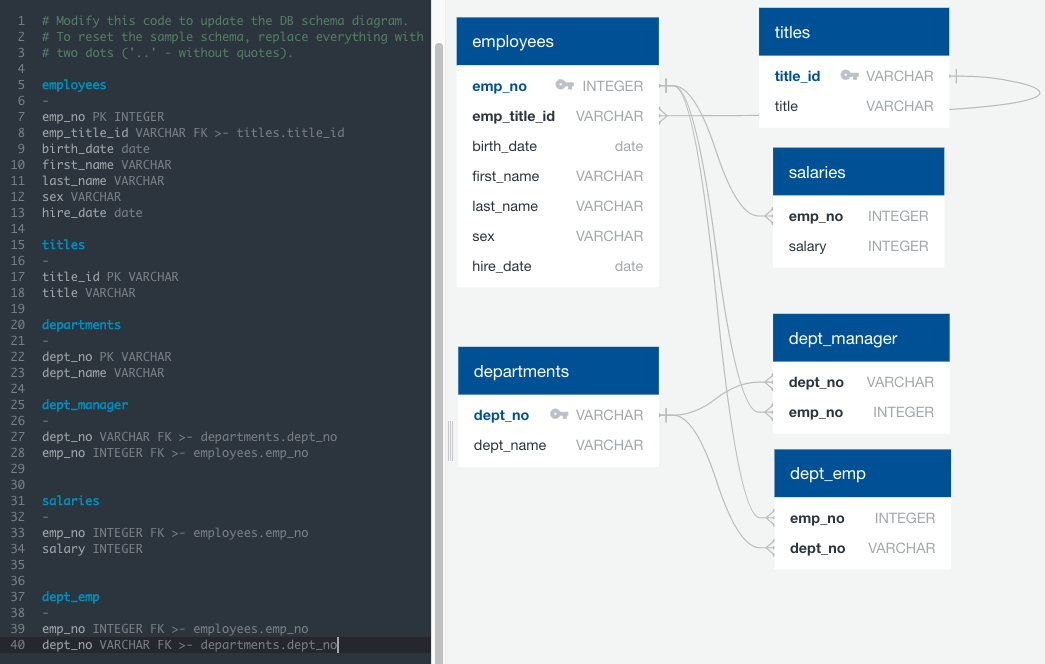 1 # Modify this code to update the DB schema diagram.
2 # To reset the sample schema, replace everything with
3 # two dots ('..' - without quotes).
4
5 employees
6 -
7 emp_no PK INTEGER
8 emp_title_id VARCHAR FK >- titles.title_id
9 birth_date date
10 first_name VARCHAR
11 last_name VARCHAR
12 sex VARCHAR
13 hire_date date
14
15 titles
16 -
17 title_id PK VARCHAR
18 title VARCHAR
19
20 departments
21 -
22 dept_no PK VARCHAR
23 dept_name VARCHAR
24
25 dept_manager
26 -
27 dept_no VARCHAR FK >- departments.dept_no
28 emp_no INTEGER FK >- employees.emp_no
29
30
31 salaries
32 -
33 emp_no INTEGER FK >- employees.emp_no
34 salary INTEGER
35
36
37 dept_emp
38 -
39 emp_no INTEGER FK >- employees.emp_no
40 dept_no VARCHAR FK >- departments.dept_no
employees
emp_no INTEGER
emp_title_id VARCHAR
birth_date date
first_name VARCHAR
last_name VARCHAR
sex VARCHAR
hire_date date
titles
title_id VARCHAR
title VARCHAR
salaries
emp_no INTEGER
salary INTEGER
departments
dept_no VARCHAR
dept_name VARCHAR
dept_manager
dept_no VARCHAR
emp_no INTEGER
dept_emp
emp_no INTEGER
dept_no VARCHAR